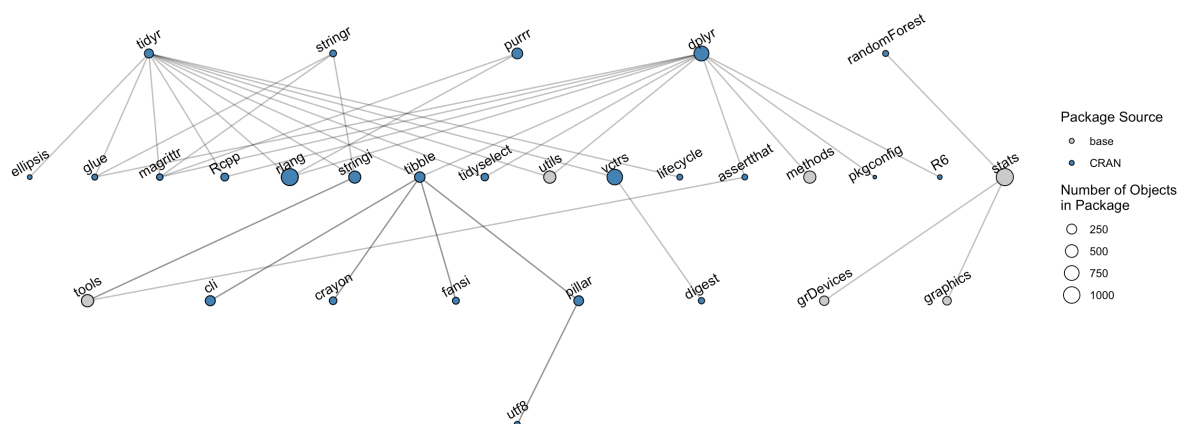 tidyr
stringr
purrr
dplyr
randomForest
ellipsis
glue
magrittr
Rcpp
rlang
stringi
tibble
tidyselect
utils
vctrs
lifecycle
assertthat
methods
pkgconfig
R6
stats
tools
cli
crayon
fansi
pillar
digest
grDevices
graphics
utf8
Package Source
base
CRAN
Number of Objects
in Package
250
500
750
1000